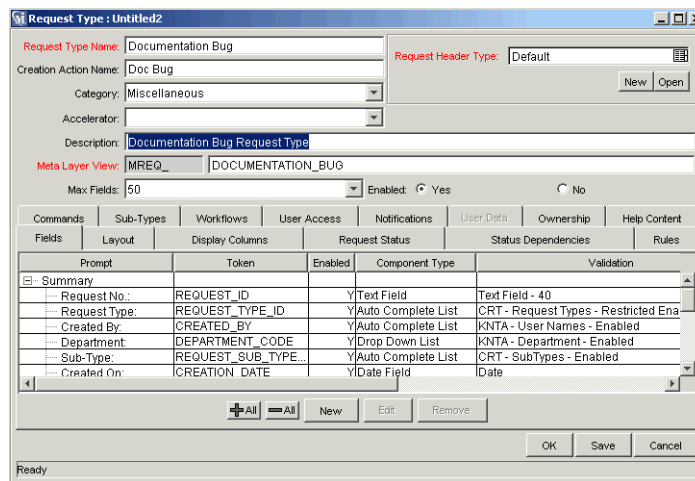 Request Type : Untitled2
Request Type Name: Documentation Bug
Request Header Type: Default
Creation Action Name: Doc Bug
New Open
Category: Miscellaneous
Accelerator:
Description: Documentation Bug Request Type
Meta Layer View: MREQ_ DOCUMENTATION_BUG
Max Fields: 50 Enabled: Yes No
Commands Sub-Types Workflows User Access Notifications User Data Ownership Help Content
Fields Layout Display Columns Request Status Status Dependencies Rules
Prompt Token Enabled Component Type Validation
Summary
Request No.: REQUEST_ID Y Text Field Text Field - 40
Request Type: REQUEST_TYPE_ID Y Auto Complete List CRT - Request Types - Restricted Ena
Created By: CREATED_BY Y Auto Complete List KNTA - User Names - Enabled
Department: DEPARTMENT_CODE Y Drop Down List KNTA - Department - Enabled
Sub-Type: REQUEST_SUB_TYPE... Y Auto Complete List CRT - SubTypes - Enabled
Created On: CREATION_DATE Y Date Field Date
All All New Edit Remove
OK Save Cancel
Ready